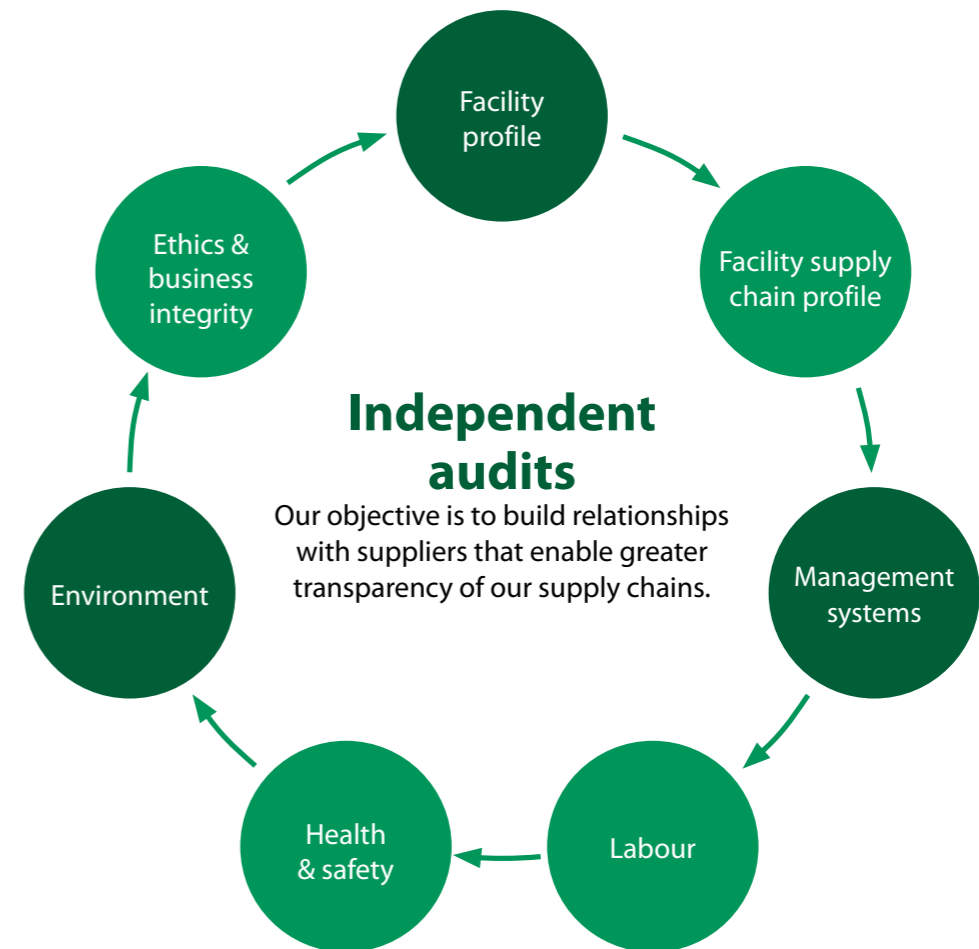 Facility
profile
Facility supply
chain profile
Management
systems
Labour
Health
& safety
Environment
Ethics &
business
integrity
Independent
audits
Our objective is to build relationships
with suppliers that enable greater
transparency of our supply chains.